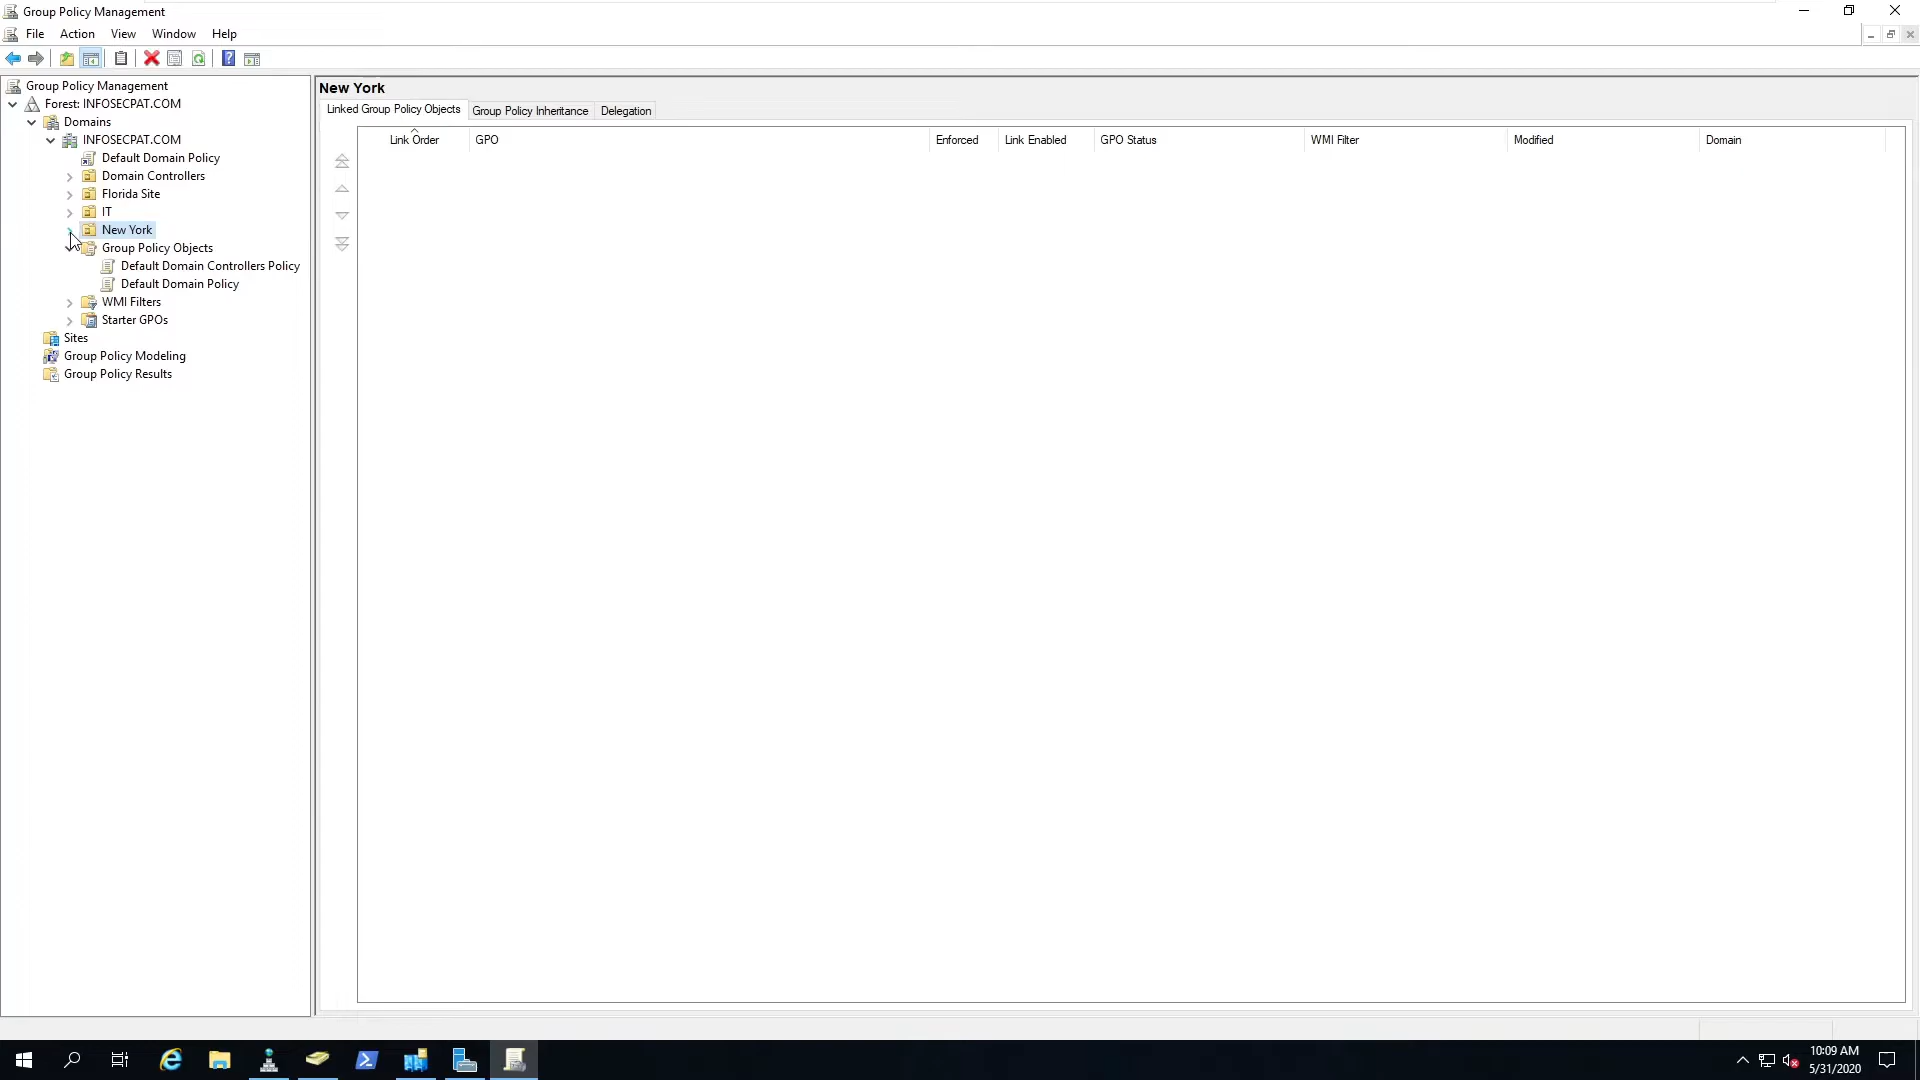 Group Policy Management
File Action View Window Help
Group Policy Management
Forest: INFOSECPAT.COM
Domains
INFOSECPAT.COM
Default Domain Policy
Domain Controllers
Florida Site
IT
New York
Group Policy Objects
Default Domain Controllers Policy
Default Domain Policy
WMI Filters
Starter GPOs
Sites
Group Policy Modeling
Group Policy Results
New York
Linked Group Policy Objects Group Policy Inheritance Delegation
Link Order GPO Enforced Link Enabled GPO Status WMI Filter Modified Domain
10:09 AM
5/31/2020